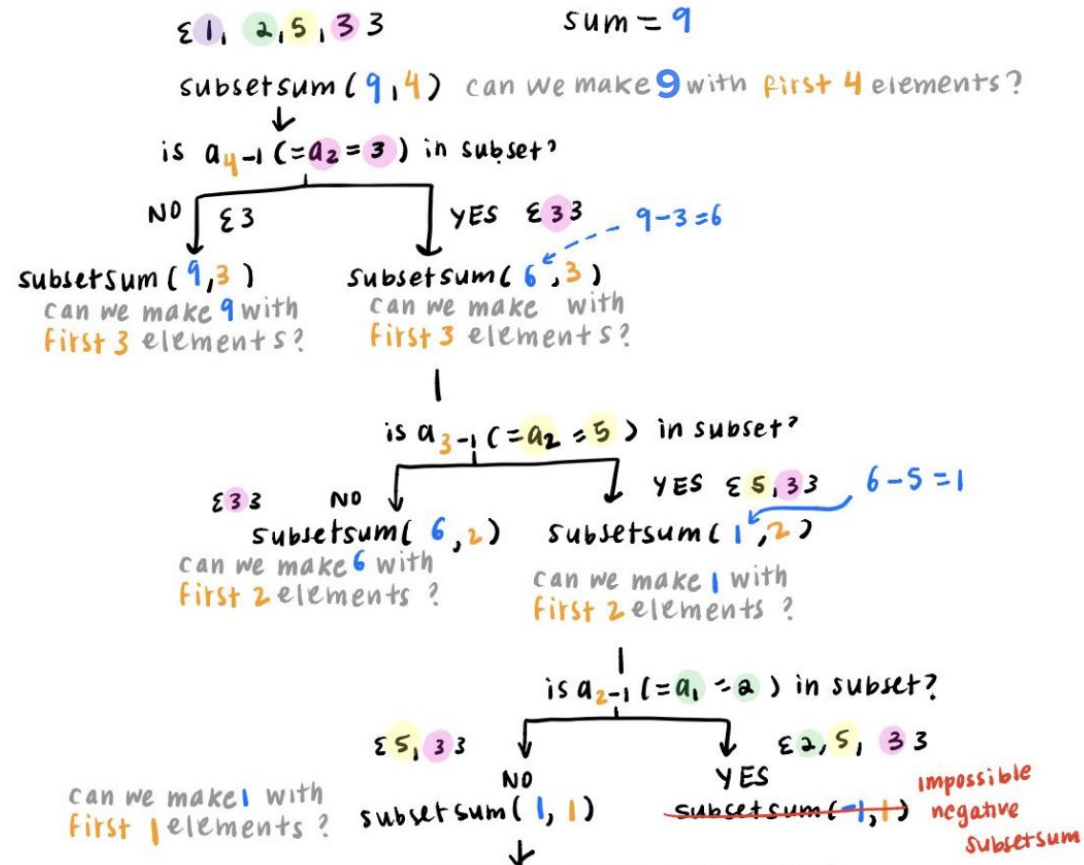 {1, 2,5,3} sum = 9
subsetsum(9,4) can we make 9 with first 4 elements?
is a4-1 (=a2=3) in subset?
NO {} YES {3} 9-3=6
subsetsum(9,3) subsetsum(6,3)
can we make 9 with can we make with
first 3 elements? first 3 elements?
is a3-1 (=a2=5) in subset?
{3} NO YES {5,3} 6-5=1
subsetsum(6,2) subsetsum(1,2)
can we make 6 with can we make 1 with
first 2 elements? first 2 elements?
is a2-1 (=a1=2) in subset?
{5,3} {2,5,3}
NO YES impossible
can we make 1 with subsetsum(1,1) subsetsum(-1,1) negative
first 1 elements? subsetsum